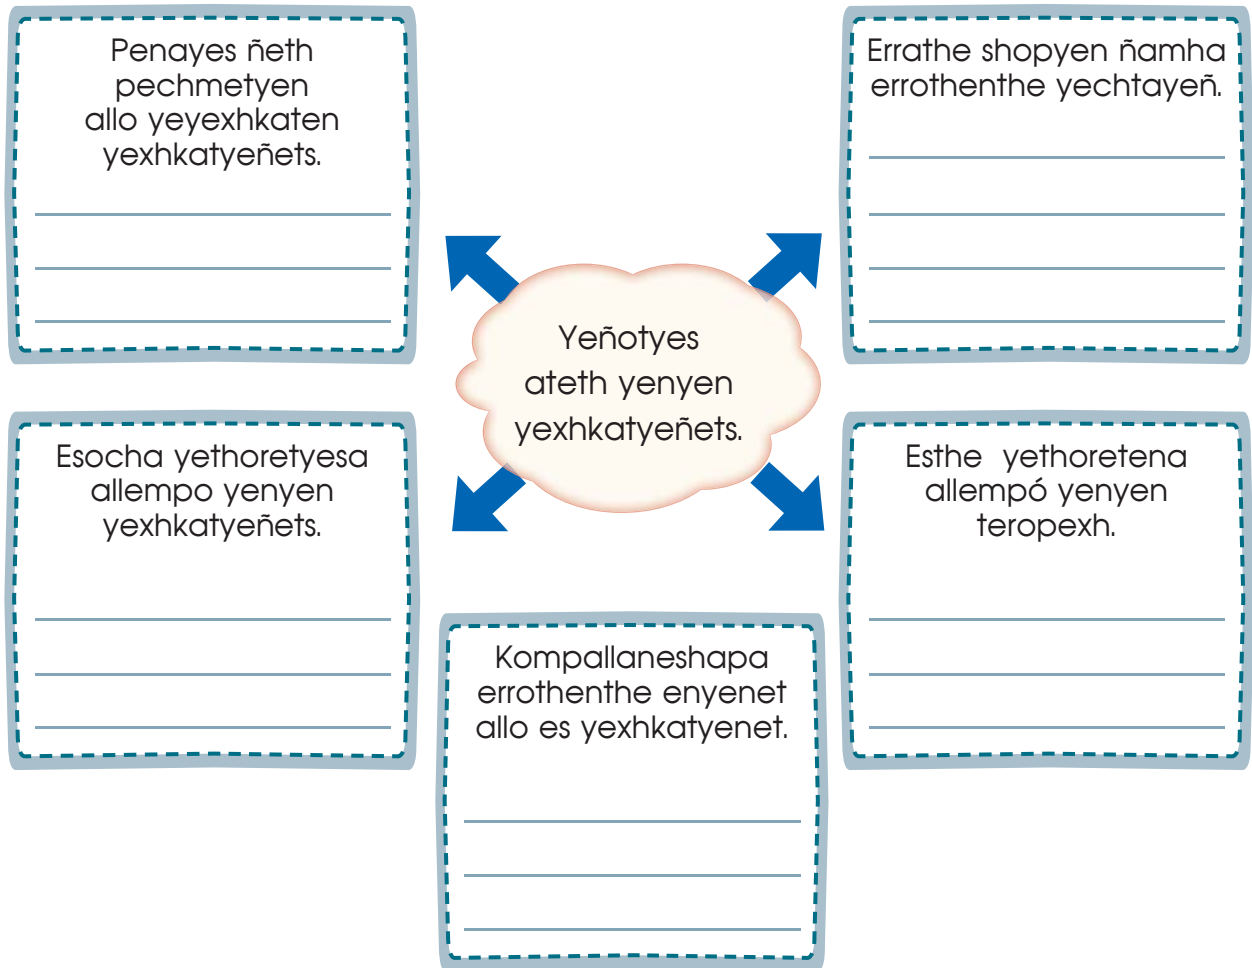 Penayes ñeth
pechmetyen
allo yeyexhkaten
yexhkatyeñets.
Errathe shopyen ñamha
errothenthe yechtayeñ.
Yeñotyes
ateth yenyen
yexhkatyeñets.
Esocha yethoretyesa
allempo yenyen
yexhkatyeñets.
Esthe yethoretena
allempó yenyen
teropexh.
Kompallaneshapa
errothenthe enyenet
allo es yexhkatyenet.